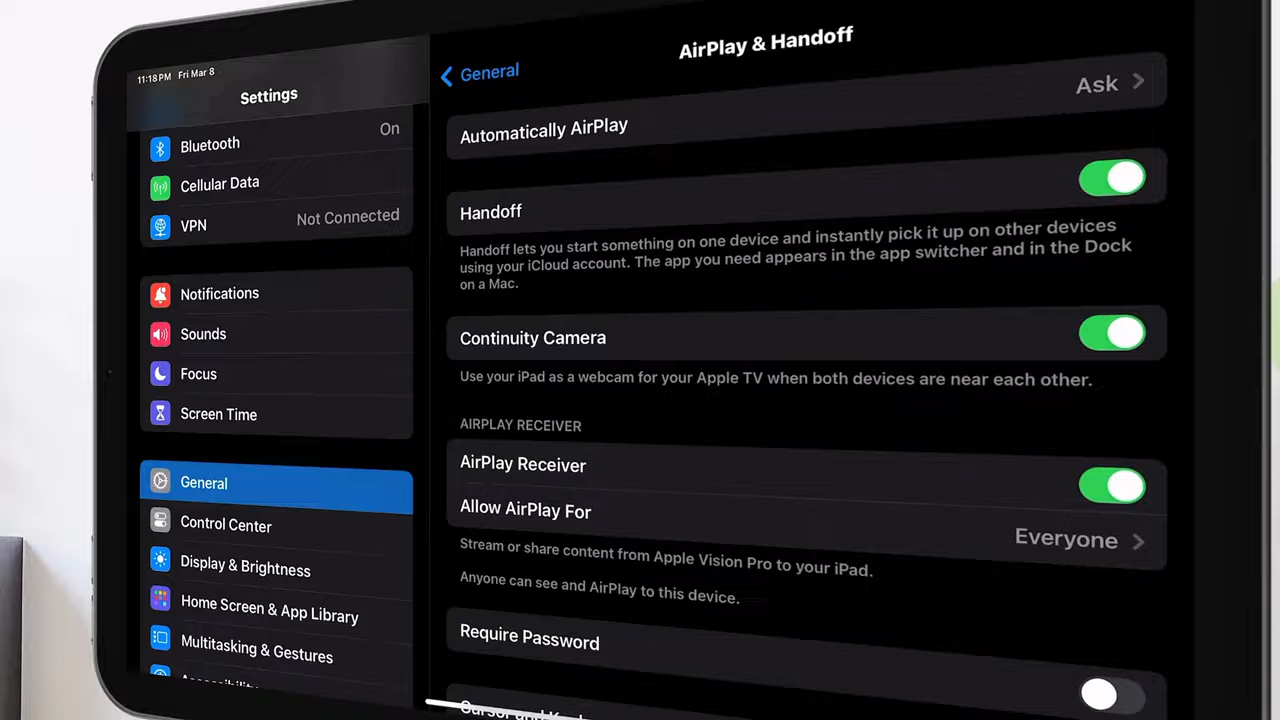 11:18 PM Fri Mar 8
Settings
Bluetooth On
Cellular Data
VPN Not Connected
Notifications
Sounds
Focus
Screen Time
General
Control Center
Display & Brightness
Home Screen & App Library
Multitasking & Gestures
Accessibility
General
AirPlay & Handoff
Automatically AirPlay Ask
Handoff
Handoff lets you start something on one device and instantly pick it up on other devices
using your iCloud account. The app you need appears in the app switcher and in the Dock
on a Mac.
Continuity Camera
Use your iPad as a webcam for your Apple TV when both devices are near each other.
AIRPLAY RECEIVER
AirPlay Receiver
Allow AirPlay For Everyone
Stream or share content from Apple Vision Pro to your iPad.
Anyone can see and AirPlay to this device.
Require Password
Cursor and